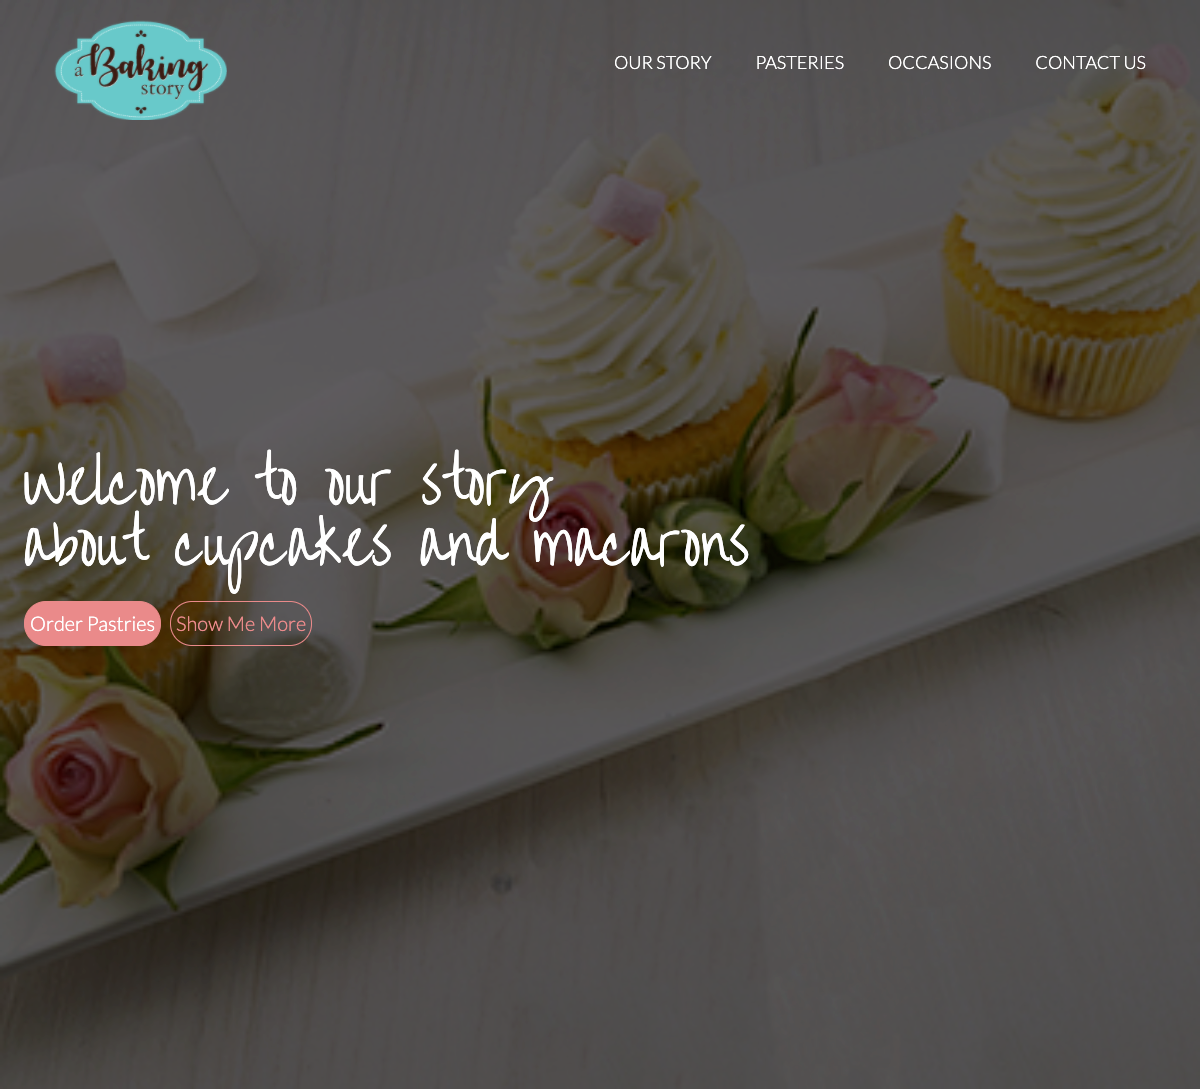 a Baking
story
OUR STORY PASTERIES OCCASIONS CONTACT US
welcome to our story
about cupcakes and macarons
Order Pastries Show Me More